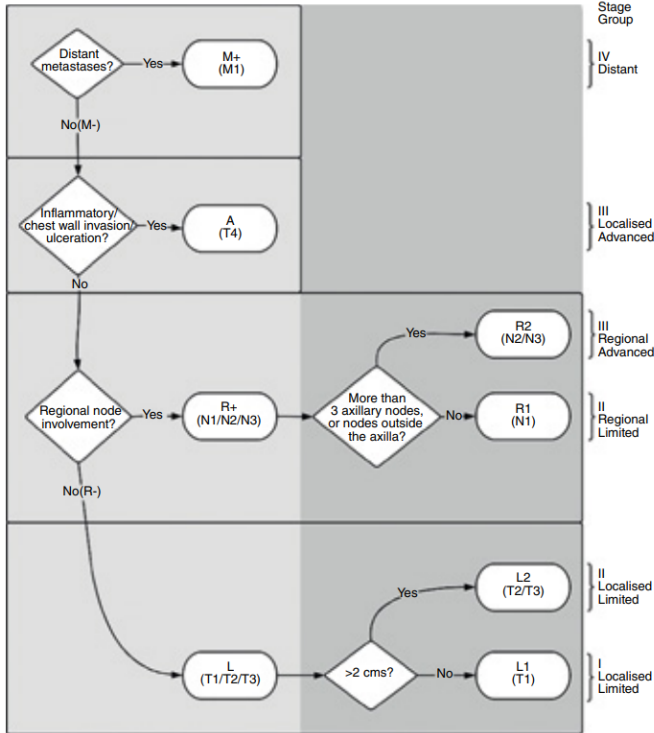 Stage
Group
Distant
metastases?
Yes
M+
(M1)
IV
Distant
No(M-)
Inflammatory/
chest wall invasion/
ulceration?
Yes
A
(T4)
III
Localised
Advanced
No
Yes
R2
(N2/N3)
III
Regional
Advanced
Regional node
involvement?
Yes
R+
(N1/N2/N3)
More than
3 axillary nodes,
or nodes outside
the axilla?
No
R1
(N1)
II
Regional
Limited
No(R-)
Yes
L2
(T2/T3)
II
Localised
Limited
L
(T1/T2/T3)
>2 cms?
No
L1
(T1)
I
Localised
Limited